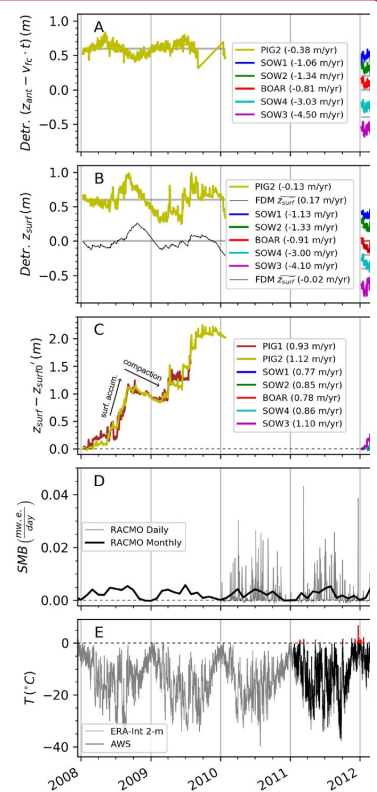 A
Detr. (z_ant − v_fc · t) (m)
1.0
0.5
0.0
−0.5
PIG2 (-0.38 m/yr)
SOW1 (-1.06 m/yr)
SOW2 (-1.34 m/yr)
BOAR (-0.81 m/yr)
SOW4 (-3.03 m/yr)
SOW3 (-4.50 m/yr)
B
Detr. z_surf (m)
1.0
0.5
0.0
−0.5
PIG2 (-0.13 m/yr)
FDM z_surf (0.17 m/yr)
SOW1 (-1.13 m/yr)
SOW2 (-1.33 m/yr)
BOAR (-0.91 m/yr)
SOW4 (-3.00 m/yr)
SOW3 (-4.10 m/yr)
FDM z_surf (-0.02 m/yr)
C
z_surf − z_surf0′ (m)
2.0
1.5
1.0
0.5
0.0
surf. accum.
compaction
PIG1 (0.93 m/yr)
PIG2 (1.12 m/yr)
SOW1 (0.77 m/yr)
SOW2 (0.85 m/yr)
BOAR (0.78 m/yr)
SOW4 (0.86 m/yr)
SOW3 (1.10 m/yr)
D
SMB (mw.e./day)
0.04
0.02
0.00
RACMO Daily
RACMO Monthly
E
T (°C)
0
−20
−40
ERA-Int 2-m
AWS
2008
2009
2010
2011
2012